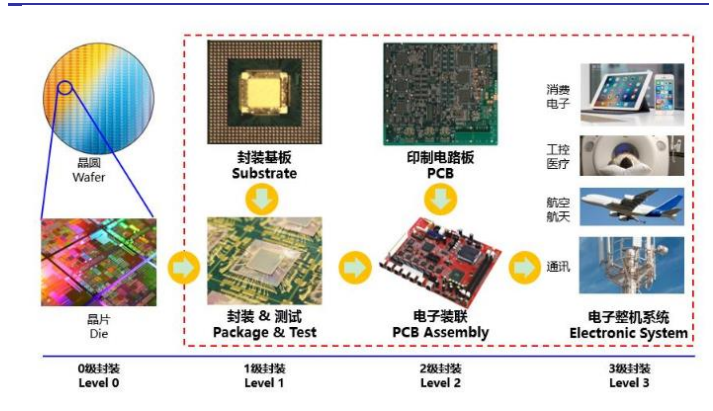 晶圆
Wafer
晶片
Die
封装基板
Substrate
封装 & 测试
Package & Test
印制电路板
PCB
电子装联
PCB Assembly
消费
电子
工控
医疗
航空
航天
通讯
电子整机系统
Electronic System
0级封装
Level 0
1级封装
Level 1
2级封装
Level 2
3级封装
Level 3